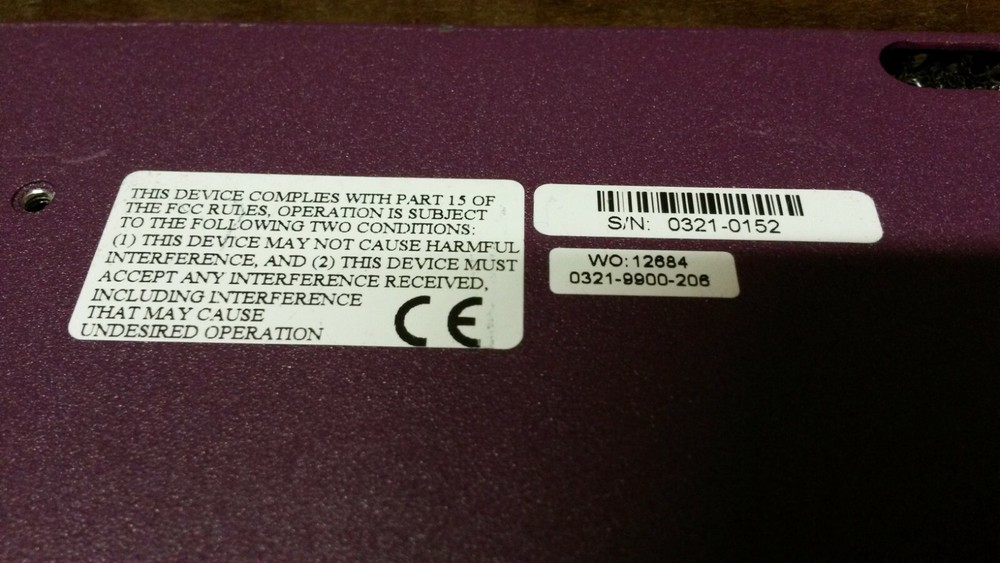 THIS DEVICE COMPLIES WITH PART 15 OF
THE FCC RULES, OPERATION IS SUBJECT
TO THE FOLLOWING TWO CONDITIONS:
(1) THIS DEVICE MAY NOT CAUSE HARMFUL
INTERFERENCE, AND (2) THIS DEVICE MUST
ACCEPT ANY INTERFERENCE RECEIVED,
INCLUDING INTERFERENCE
THAT MAY CAUSE
UNDESIRED OPERATION
CE
S/N: 0321-0152
WO:12684
0321-9900-206